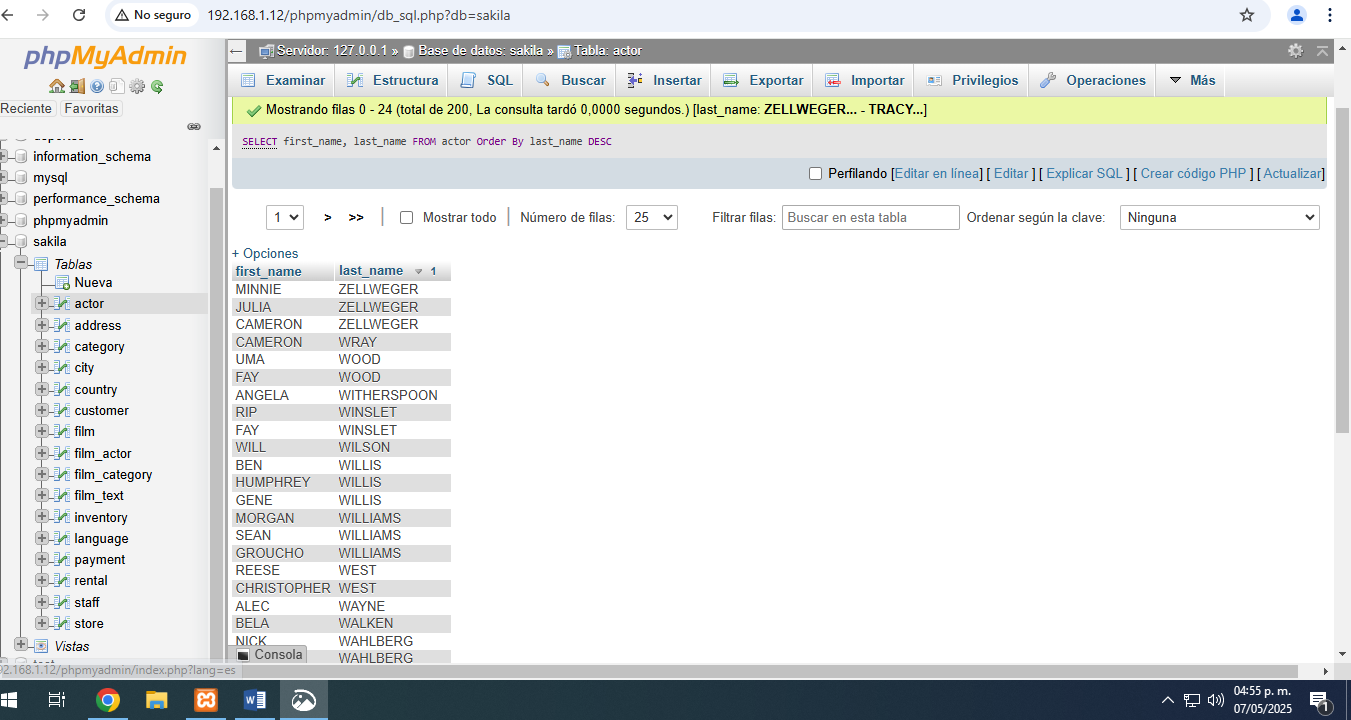 No seguro 192.168.1.12/phpmyadmin/db_sql.php?db=sakila
phpMyAdmin
Reciente Favoritas
information_schema
mysql
performance_schema
phpmyadmin
sakila
Tablas
Nueva
actor
address
category
city
country
customer
film
film_actor
film_category
film_text
inventory
language
payment
rental
staff
store
Vistas
92.168.1.12/phpmyadmin/index.php?lang=es
Servidor: 127.0.0.1 » Base de datos: sakila » Tabla: actor
Examinar Estructura SQL Buscar Insertar Exportar Importar Privilegios Operaciones Más
Mostrando filas 0 - 24 (total de 200, La consulta tardó 0,0000 segundos.) [last_name: ZELLWEGER... - TRACY...]
SELECT first_name, last_name FROM actor Order By last_name DESC
Perfilando [Editar en línea] [ Editar ] [ Explicar SQL ] [ Crear código PHP ] [ Actualizar]
1 > >> Mostrar todo Número de filas: 25 Filtrar filas: Buscar en esta tabla Ordenar según la clave: Ninguna
+ Opciones
first_name last_name 1
MINNIE ZELLWEGER
JULIA ZELLWEGER
CAMERON ZELLWEGER
CAMERON WRAY
UMA WOOD
FAY WOOD
ANGELA WITHERSPOON
RIP WINSLET
FAY WINSLET
WILL WILSON
BEN WILLIS
HUMPHREY WILLIS
GENE WILLIS
MORGAN WILLIAMS
SEAN WILLIAMS
GROUCHO WILLIAMS
REESE WEST
CHRISTOPHER WEST
ALEC WAYNE
BELA WALKEN
NICK WAHLBERG
WAHLBERG
Consola
04:55 p. m.
07/05/2025
1